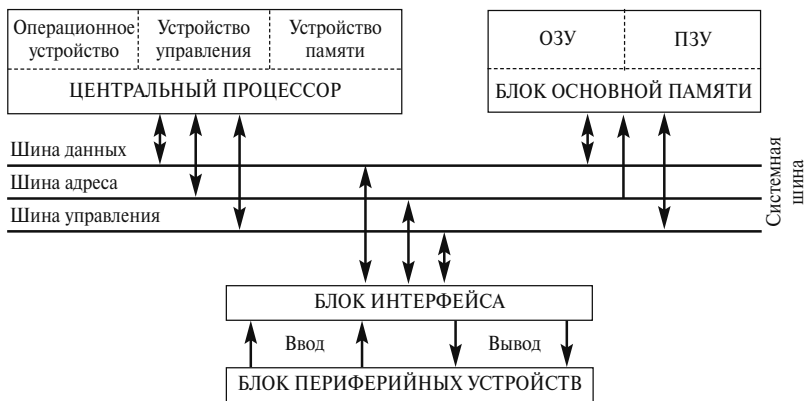 Операционное
устройство
Устройство
управления
Устройство
памяти
ЦЕНТРАЛЬНЫЙ ПРОЦЕССОР
ОЗУ
ПЗУ
БЛОК ОСНОВНОЙ ПАМЯТИ
Шина данных
Шина адреса
Шина управления
Системная
шина
БЛОК ИНТЕРФЕЙСА
Ввод
Вывод
БЛОК ПЕРИФЕРИЙНЫХ УСТРОЙСТВ